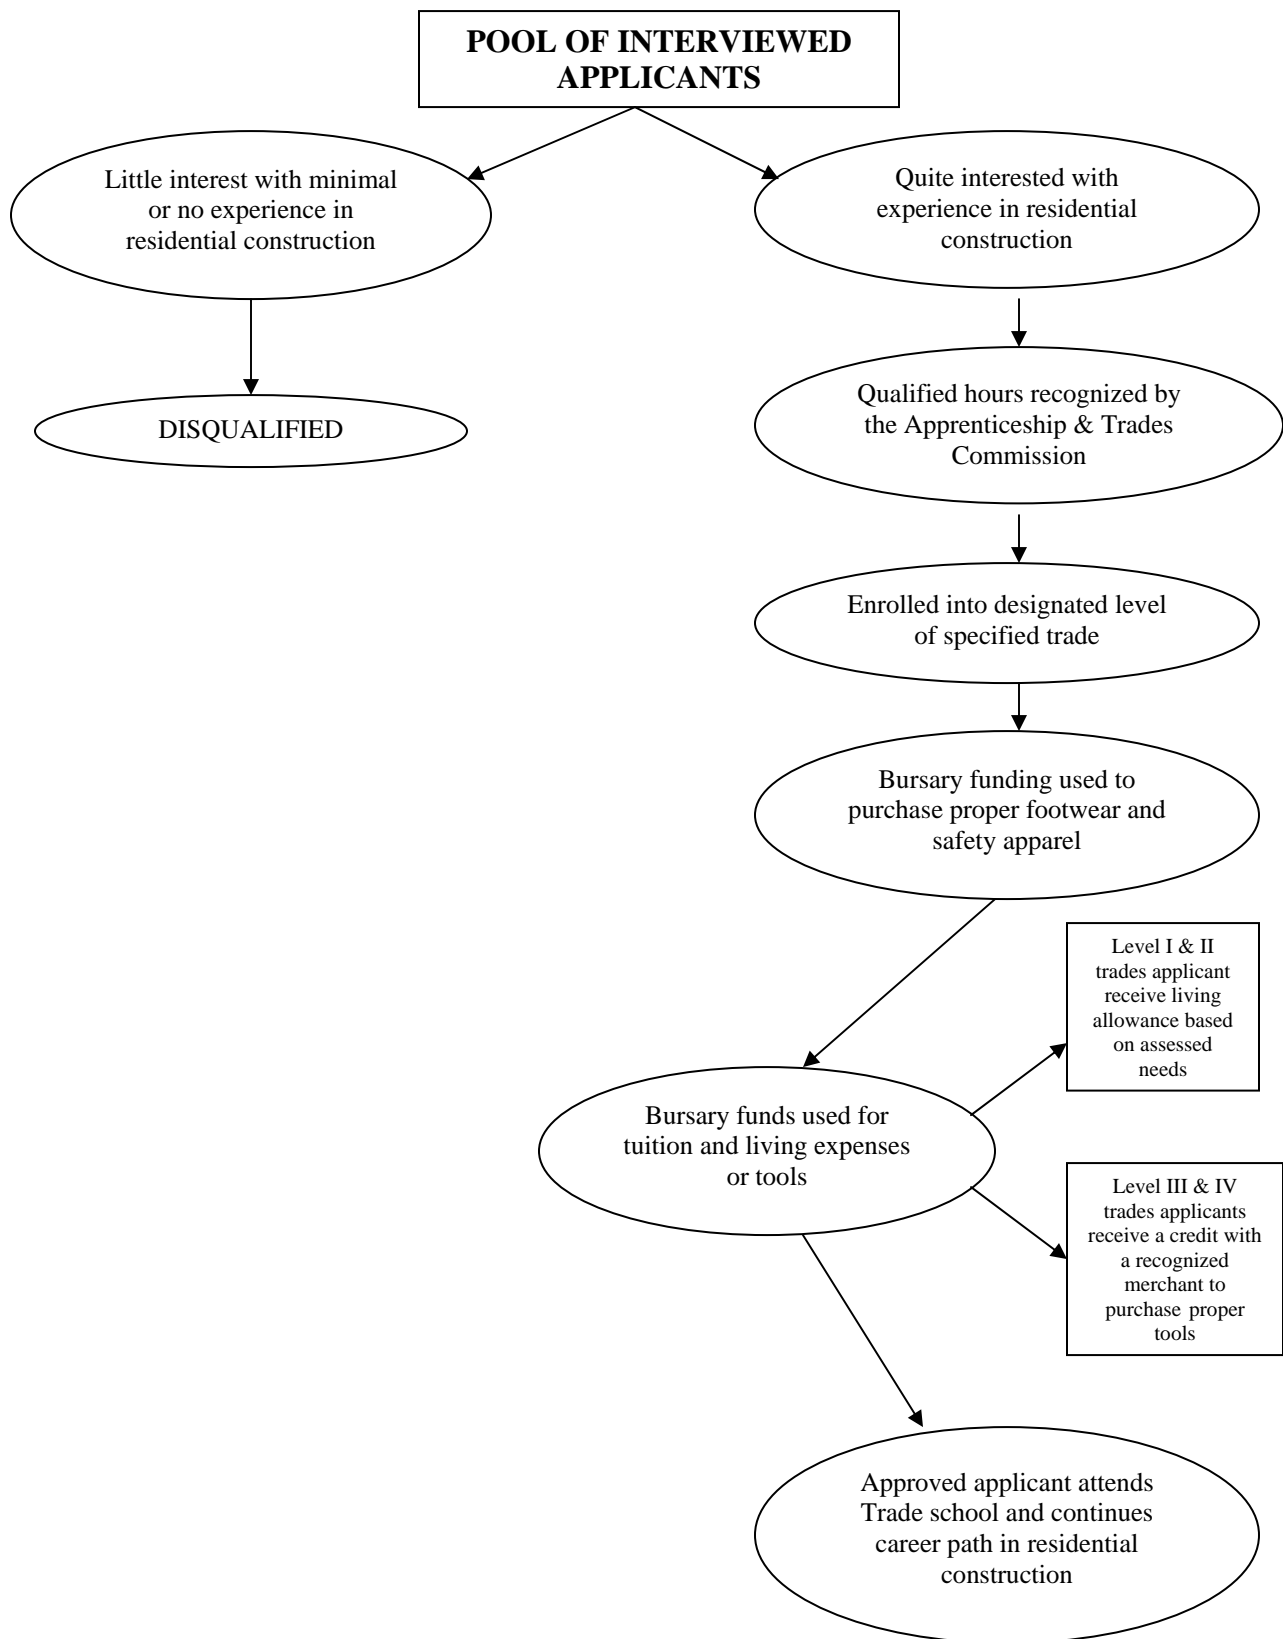 POOL OF INTERVIEWED
APPLICANTS
Little interest with minimal
or no experience in
residential construction
Quite interested with
experience in residential
construction
DISQUALIFIED
Qualified hours recognized by
the Apprenticeship & Trades
Commission
Enrolled into designated level
of specified trade
Bursary funding used to
purchase proper footwear and
safety apparel
Level I & II
trades applicant
receive living
allowance based
on assessed
needs
Bursary funds used for
tuition and living expenses
or tools
Level III & IV
trades applicants
receive a credit with
a recognized
merchant to
purchase proper
tools
Approved applicant attends
Trade school and continues
career path in residential
construction